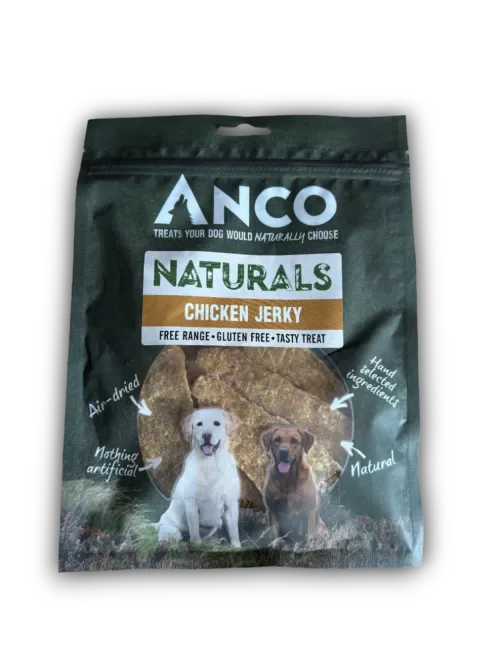 ANCO
TREATS YOUR DOG WOULD NATURALLY CHOOSE
NATURALS
CHICKEN JERKY
FREE RANGE • GLUTEN FREE • TASTY TREAT
Air-dried
Hand
selected
ingredients
Nothing
artificial
Natural